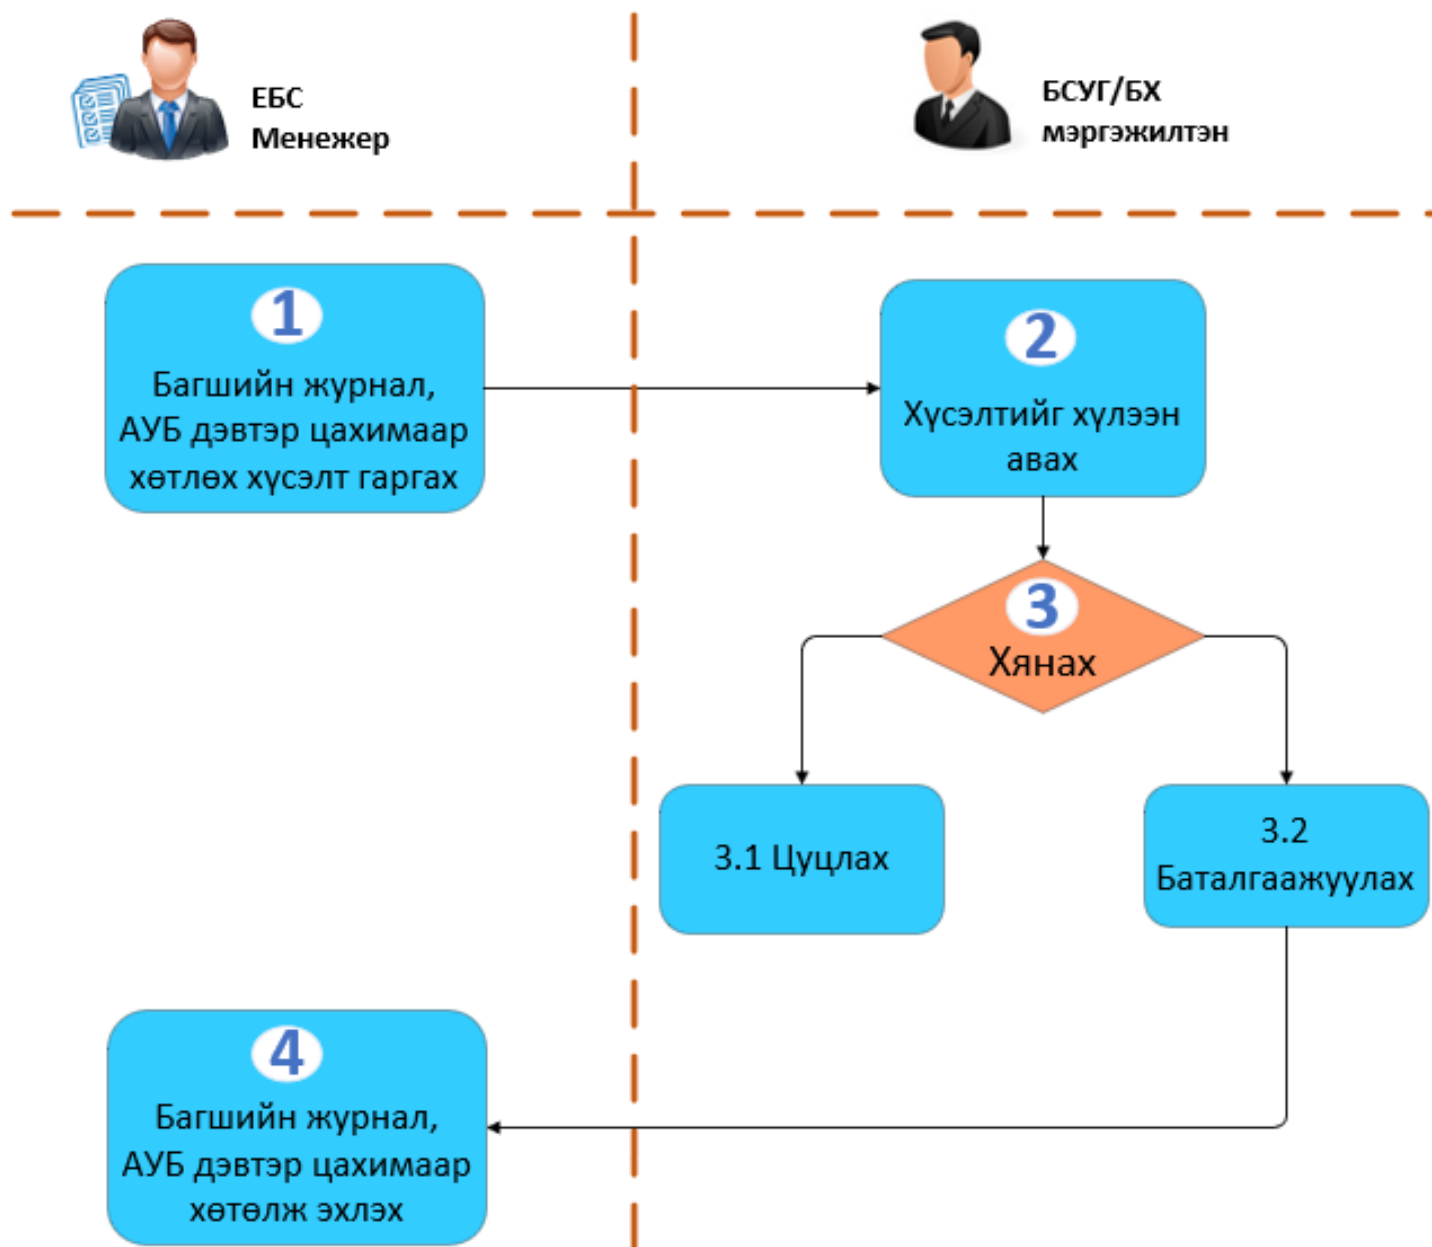 ЕБС
Менежер
БСУГ/БХ
мэргэжилтэн
1
Багшийн журнал,
АУБ дэвтэр цахимаар
хөтлөх хүсэлт гаргах
2
Хүсэлтийг хүлээн
авах
3
Хянах
3.1 Цуцлах
3.2
Баталгаажуулах
4
Багшийн журнал,
АУБ дэвтэр цахимаар
хөтөлж эхлэх